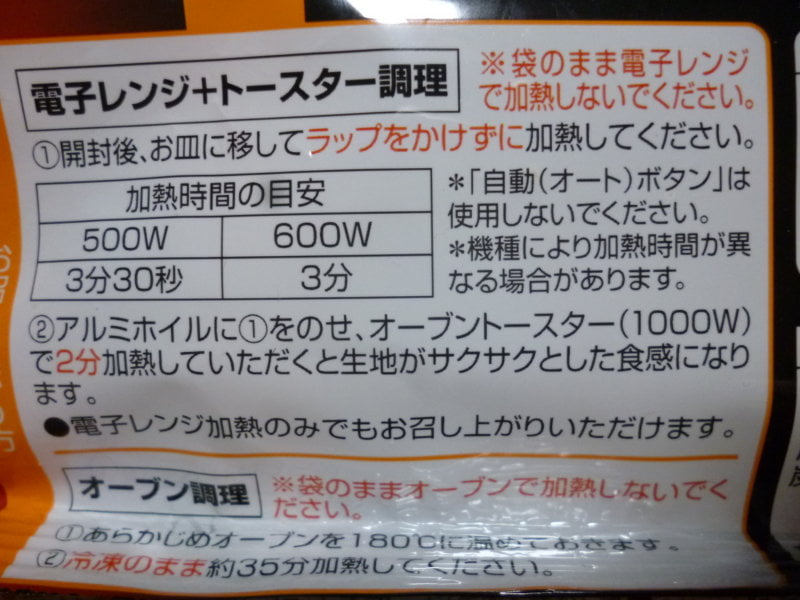 電子レンジ+トースター調理
※袋のまま電子レンジ
で加熱しないでください。
①開封後、お皿に移してラップをかけずに加熱してください。
加熱時間の目安
500W 600W
3分30秒 3分
*「自動(オート)ボタン」は
使用しないでください。
*機種により加熱時間が異
なる場合があります。
②アルミホイルに①をのせ、オーブントースター(1000W)
で2分加熱していただくと生地がサクサクとした食感になり
ます。
●電子レンジ加熱のみでもお召し上がりいただけます。
オーブン調理
※袋のままオーブンで加熱しないでく
ださい。
①あらかじめオーブンを180℃に温めておきます。
②冷凍のまま約35分加熱してください。